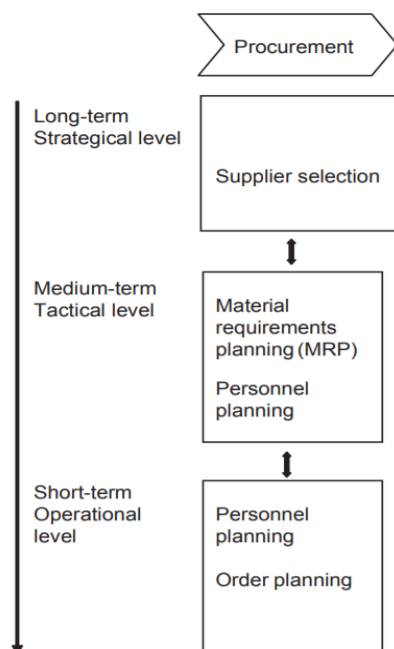 Procurement
Long-term
Strategical level
Supplier selection
Medium-term
Tactical level
Material
requirements
planning (MRP)
Personnel
planning
Short-term
Operational
level
Personnel
planning
Order planning